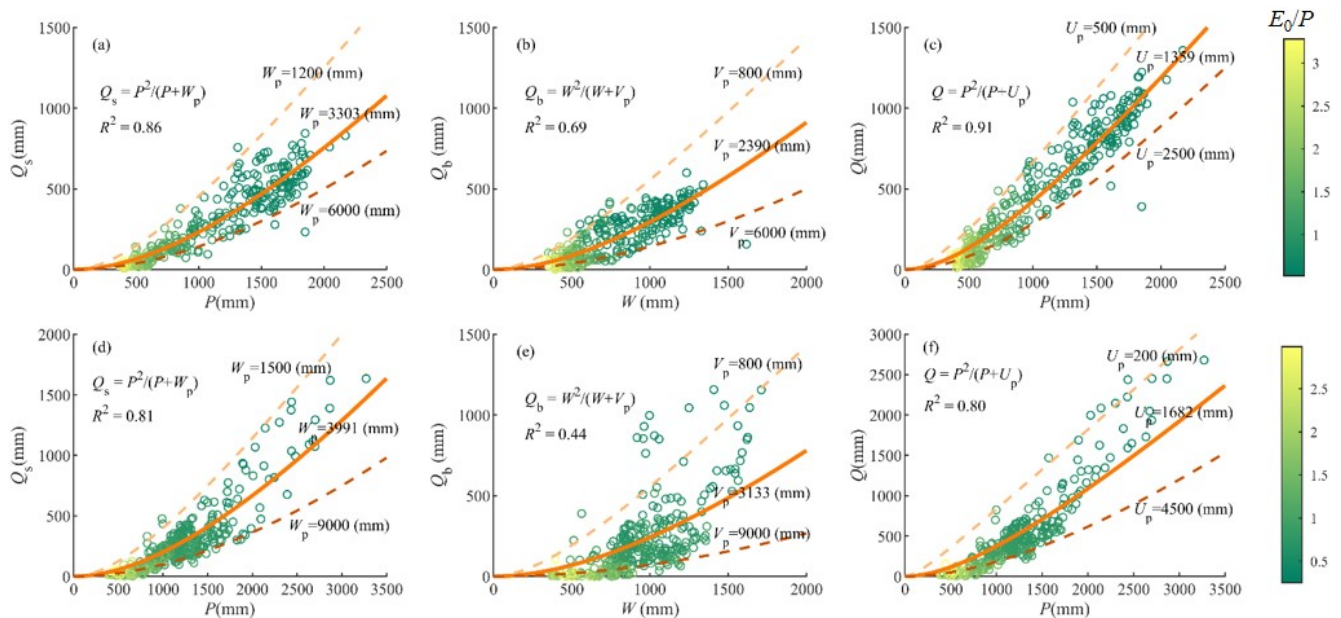 E₀/P
(a)
Qₛ = P²/(P+Wₚ)
R² = 0.86
Wₚ=1200 (mm)
Wₚ=3303 (mm)
Wₚ=6000 (mm)
Qₛ(mm)
1500
1000
500
0
0 500 1000 1500 2000 2500
P(mm)
(b)
Q_b = W²/(W+Vₚ)
R² = 0.69
Vₚ=800 (mm)
Vₚ=2390 (mm)
Vₚ=6000 (mm)
Q_b(mm)
1500
1000
500
0
0 500 1000 1500 2000
W (mm)
(c)
Q = P²/(P+Uₚ)
R² = 0.91
Uₚ=500 (mm)
Uₚ=1359 (mm)
Uₚ=2500 (mm)
Q(mm)
1500
1000
500
0
0 500 1000 1500 2000 2500
P(mm)
3
2
1
(d)
Qₛ = P²/(P+Wₚ)
R² = 0.81
Wₚ=1500 (mm)
Wₚ=3991 (mm)
Wₚ=9000 (mm)
Qₛ(mm)
2000
1500
1000
500
0
0 500 1000 1500 2000 2500 3000 3500
P(mm)
(e)
Q_b = W²/(W+Vₚ)
R² = 0.44
Vₚ=800 (mm)
Vₚ=3133 (mm)
Vₚ=9000 (mm)
Q_b(mm)
1500
1000
500
0
0 500 1000 1500 2000
W (mm)
(f)
Q = P²/(P+Uₚ)
R² = 0.80
Uₚ=200 (mm)
Uₚ=1682 (mm)
Uₚ=4500 (mm)
Q(mm)
3000
2500
2000
1500
1000
500
0
0 500 1000 1500 2000 2500 3000 3500
P(mm)
2.5
2
1.5
1
0.5